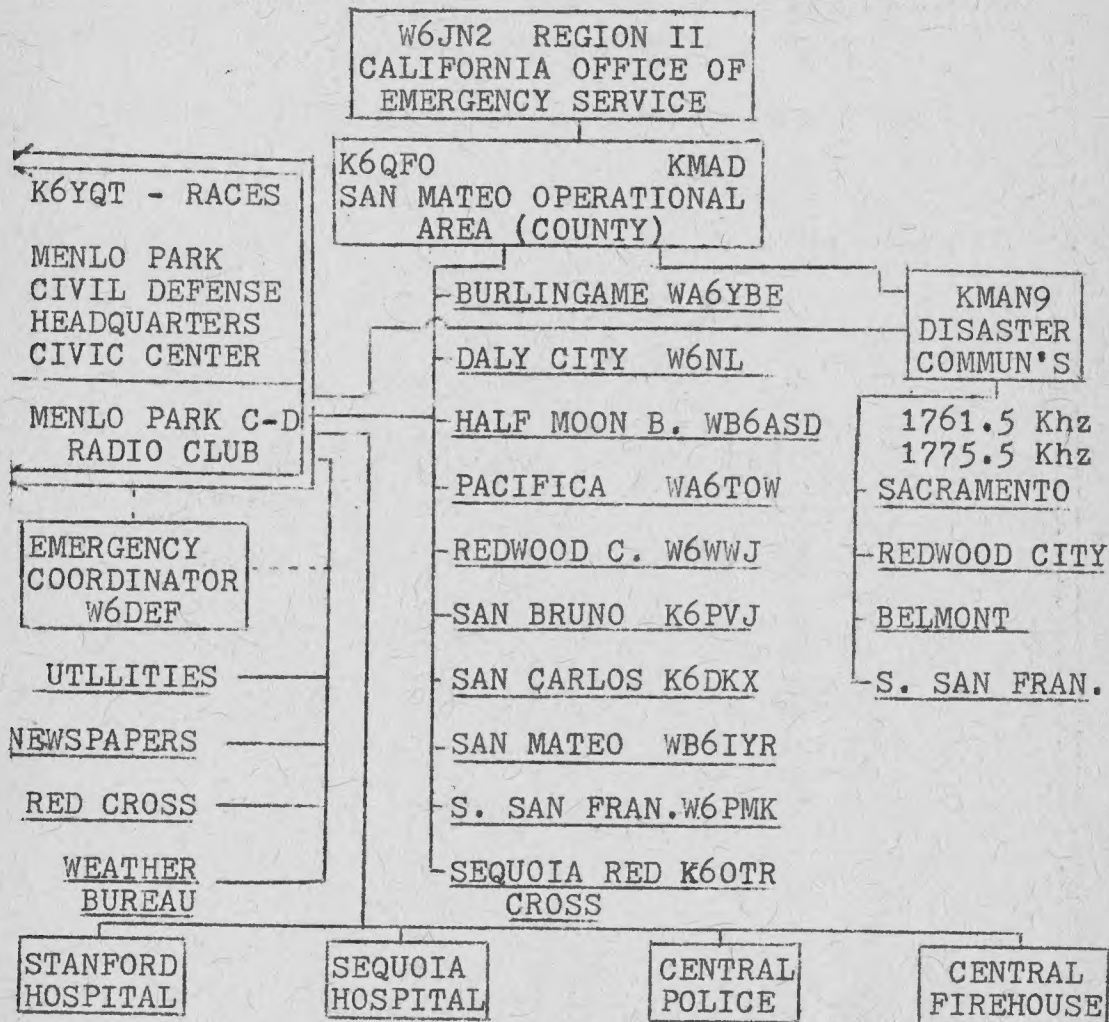 W6JN2 REGION II
CALIFORNIA OFFICE OF
EMERGENCY SERVICE
K6QFO KMAD
SAN MATEO OPERATIONAL
AREA (COUNTY)
K6YQT - RACES
MENLO PARK
CIVIL DEFENSE
HEADQUARTERS
CIVIC CENTER
MENLO PARK C-D
RADIO CLUB
EMERGENCY
COORDINATOR
W6DEF
UTLLITIES
NEWSPAPERS
RED CROSS
WEATHER
BUREAU
BURLINGAME WA6YBE
DALY CITY W6NL
HALF MOON B. WB6ASD
PACIFICA WA6TOW
REDWOOD C. W6WWJ
SAN BRUNO K6PVJ
SAN CARLOS K6DKX
SAN MATEO WB6IYR
S. SAN FRAN. W6PMK
SEQUOIA RED K6OTR
CROSS
KMAN9
DISASTER
COMMUN'S
1761.5 Khz
1775.5 Khz
SACRAMENTO
REDWOOD CITY
BELMONT
S. SAN FRAN.
STANFORD
HOSPITAL
SEQUOIA
HOSPITAL
CENTRAL
POLICE
CENTRAL
FIREHOUSE